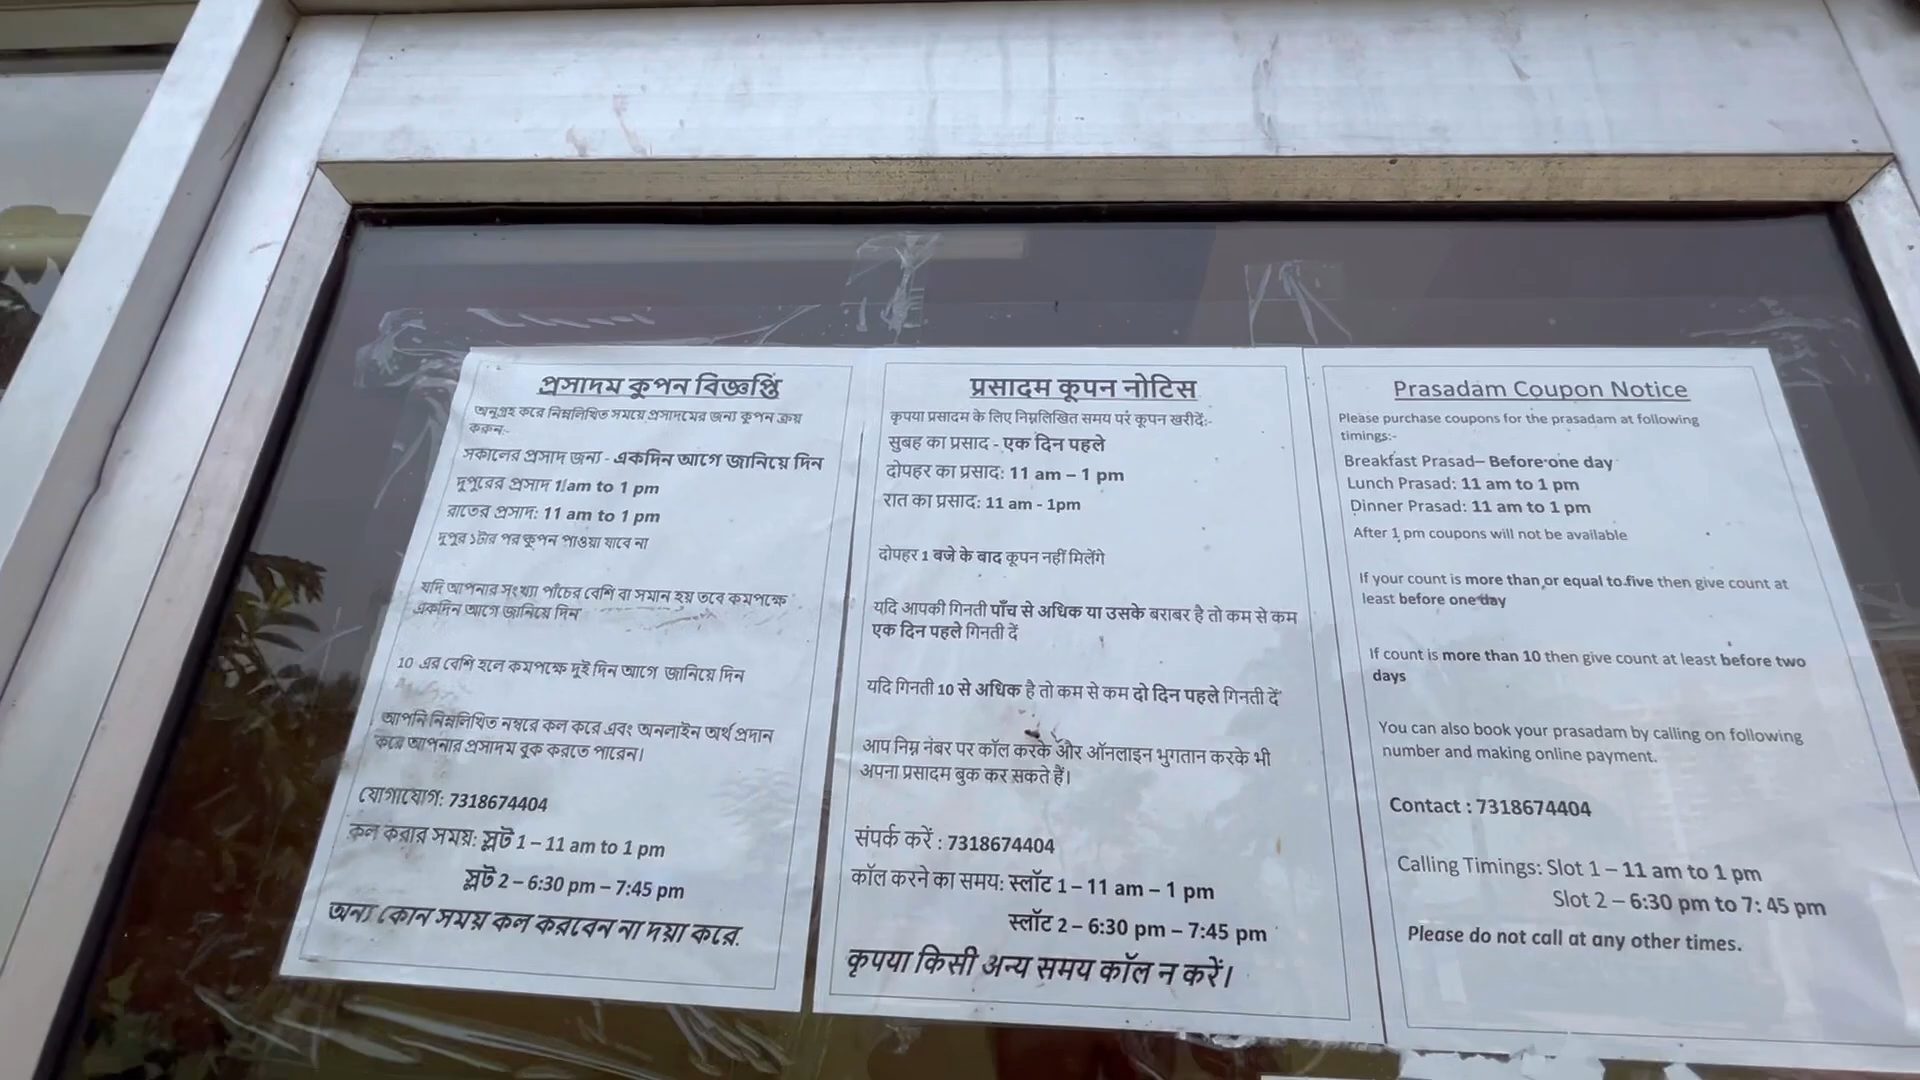 প্রসাদম কুপন বিজ্ঞপ্তি
অনুগ্রহ করে নিম্নলিখিত সময়ে প্রসাদমের জন্য কুপন ক্রয়
করুন:-
সকালের প্রসাদ জন্য - একদিন আগে জানিয়ে দিন
দুপুরের প্রসাদ 11am to 1 pm
রাতের প্রসাদ: 11 am to 1 pm
দুপুর ১টার পর কুপন পাওয়া যাবে না
যদি আপনার সংখ্যা পাঁচের বেশি বা সমান হয় তবে কমপক্ষে
একদিন আগে জানিয়ে দিন
10 এর বেশি হলে কমপক্ষে দুই দিন আগে জানিয়ে দিন
আপনি নিম্নলিখিত নম্বরে কল করে এবং অনলাইন অর্থ প্রদান
করে আপনার প্রসাদম বুক করতে পারেন।
যোগাযোগ: 7318674404
কল করার সময়: স্লট 1 – 11 am to 1 pm
স্লট 2 – 6:30 pm – 7:45 pm
অন্য কোন সময় কল করবেন না দয়া করে.
प्रसादम कूपन नोटिस
कृपया प्रसादम के लिए निम्नलिखित समय पर कूपन खरीदें:-
सुबह का प्रसाद - एक दिन पहले
दोपहर का प्रसाद: 11 am – 1 pm
रात का प्रसाद: 11 am - 1pm
दोपहर 1 बजे के बाद कूपन नहीं मिलेंगे
यदि आपकी गिनती पाँच से अधिक या उसके बराबर है तो कम से कम
एक दिन पहले गिनती दें
यदि गिनती 10 से अधिक है तो कम से कम दो दिन पहले गिनती दें
आप निम्न नंबर पर कॉल करके और ऑनलाइन भुगतान करके भी
अपना प्रसादम बुक कर सकते हैं।
संपर्क करें : 7318674404
कॉल करने का समय: स्लॉट 1 – 11 am – 1 pm
स्लॉट 2 – 6:30 pm – 7:45 pm
कृपया किसी अन्य समय कॉल न करें।
Prasadam Coupon Notice
Please purchase coupons for the prasadam at following
timings:-
Breakfast Prasad– Before one day
Lunch Prasad: 11 am to 1 pm
Dinner Prasad: 11 am to 1 pm
After 1 pm coupons will not be available
If your count is more than or equal to five then give count at
least before one day
If count is more than 10 then give count at least before two
days
You can also book your prasadam by calling on following
number and making online payment.
Contact : 7318674404
Calling Timings: Slot 1 – 11 am to 1 pm
Slot 2 – 6:30 pm to 7: 45 pm
Please do not call at any other times.